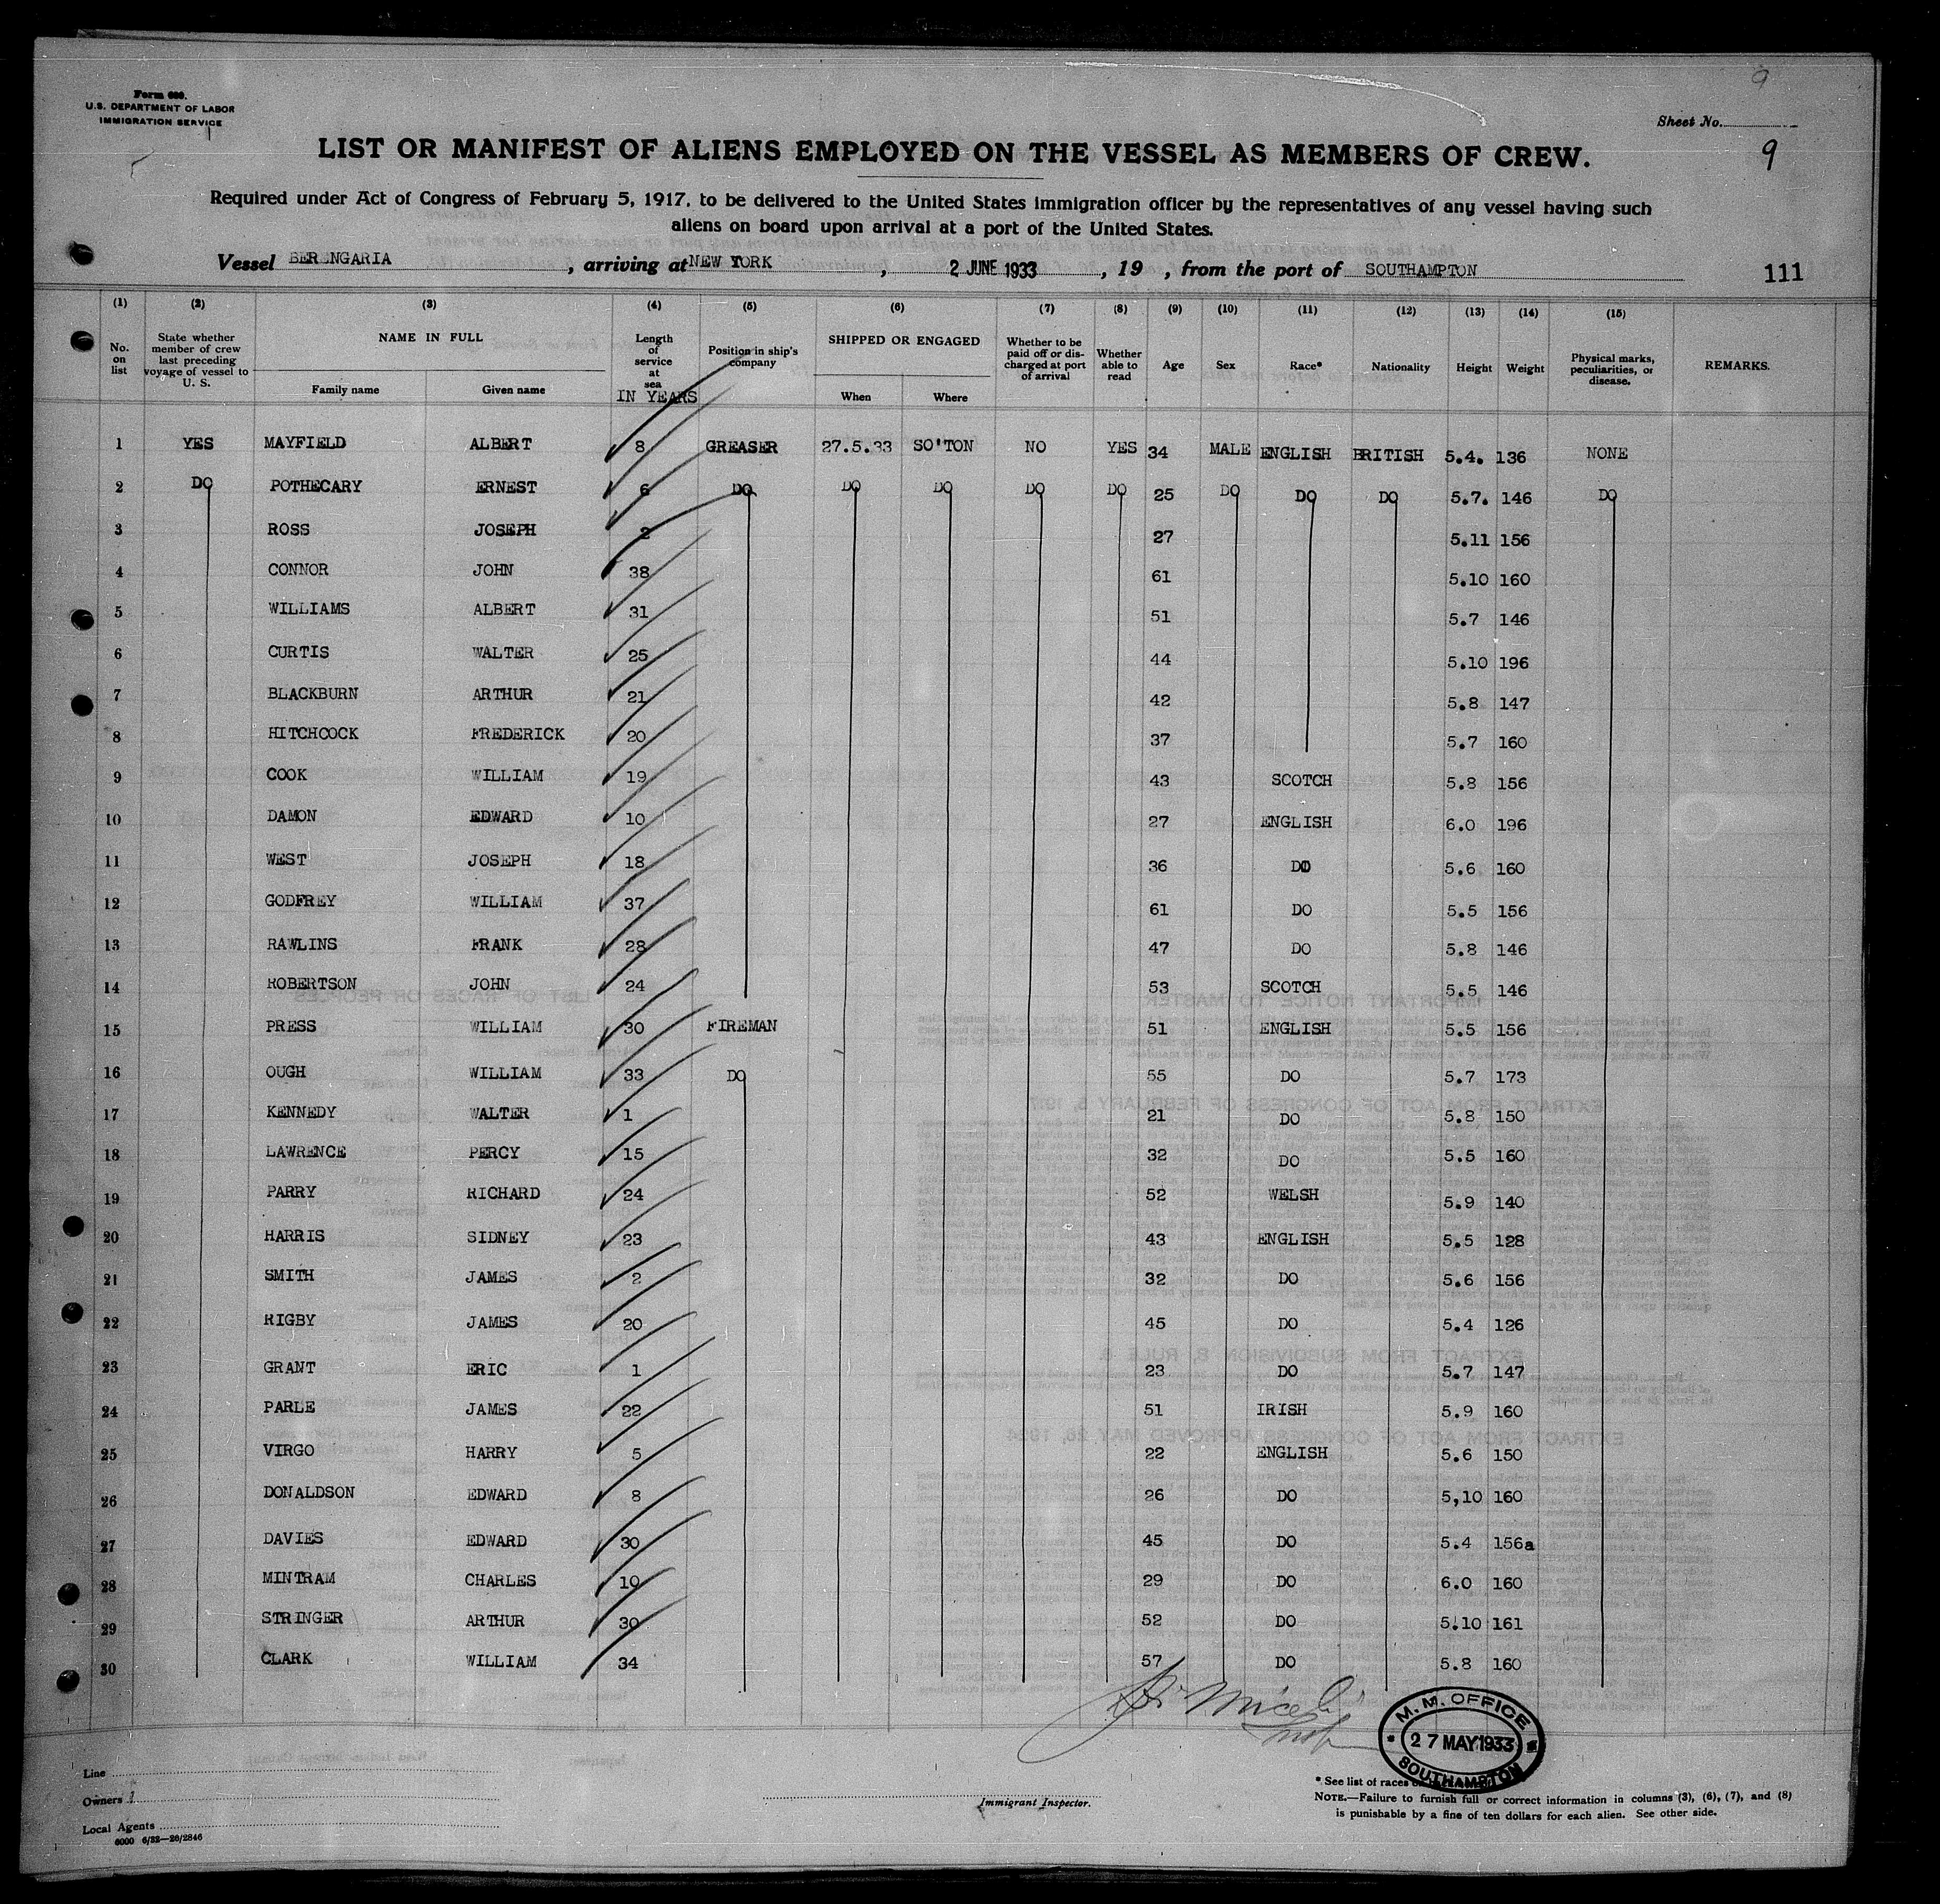 9
Form 680.
U.S. DEPARTMENT OF LABOR
IMMIGRATION SERVICE
Sheet No.
9
LIST OR MANIFEST OF ALIENS EMPLOYED ON THE VESSEL AS MEMBERS OF CREW.
Required under Act of Congress of February 5, 1917, to be delivered to the United States immigration officer by the representatives of any vessel having such
aliens on board upon arrival at a port of the United States.
Vessel BERENGARIA, arriving at NEW YORK, 2 JUNE 1933, 19 , from the port of SOUTHAMPTON 111
(1) (2) (3) (4) (5) (6) (7) (8) (9) (10) (11) (12) (13) (14) (15)
No. on list State whether member of crew last preceding voyage of vessel to U. S. NAME IN FULL Family name Given name Length of service at sea IN YEARS Position in ship's company SHIPPED OR ENGAGED When Where Whether to be paid off or discharged at port of arrival Whether able to read Age Sex Race* Nationality Height Weight Physical marks, peculiarities, or disease. REMARKS.
1 YES MAYFIELD ALBERT 8 GREASER 27.5.33 SO'TON NO YES 34 MALE ENGLISH BRITISH 5.4. 136 NONE
2 DO POTHECARY ERNEST 6 DO DO DO DO DO 25 DO DO DO 5.7. 146 DO
3 ROSS JOSEPH 2 27 5.11 156
4 CONNOR JOHN 38 61 5.10 160
5 WILLIAMS ALBERT 31 51 5.7 146
6 CURTIS WALTER 25 44 5.10 196
7 BLACKBURN ARTHUR 21 42 5.8 147
8 HITCHCOCK FREDERICK 20 37 5.7 160
9 COOK WILLIAM 19 43 SCOTCH 5.8 156
10 DAMON EDWARD 10 27 ENGLISH 6.0 196
11 WEST JOSEPH 18 36 DO 5.6 160
12 GODFREY WILLIAM 37 61 DO 5.5 156
13 RAWLINS FRANK 28 47 DO 5.8 146
14 ROBERTSON JOHN 24 53 SCOTCH 5.5 146
15 PRESS WILLIAM 30 FIREMAN 51 ENGLISH 5.5 156
16 OUGH WILLIAM 33 DO 55 DO 5.7 173
17 KENNEDY WALTER 1 21 DO 5.8 150
18 LAWRENCE PERCY 15 32 DO 5.5 160
19 PARRY RICHARD 24 52 WELSH 5.9 140
20 HARRIS SIDNEY 23 43 ENGLISH 5.5 128
21 SMITH JAMES 2 32 DO 5.6 156
22 RIGBY JAMES 20 45 DO 5.4 126
23 GRANT ERIC 1 23 DO 5.7 147
24 PARLE JAMES 22 51 IRISH 5.9 160
25 VIRGO HARRY 5 22 ENGLISH 5.6 150
26 DONALDSON EDWARD 8 26 DO 5,10 160
27 DAVIES EDWARD 30 45 DO 5.4 156a
28 MINTRAM CHARLES 10 29 DO 6.0 160
29 STRINGER ARTHUR 30 52 DO 5.10 161
30 CLARK WILLIAM 34 57 DO 5.8 160
M.M. OFFICE
27 MAY 1933
SOUTHAMPTON
Line
Owners
Local Agents
6000 6/32—26/2846
Immigrant Inspector.
* See list of races
NOTE.—Failure to furnish full or correct information in columns (3), (6), (7), and (8)
is punishable by a fine of ten dollars for each alien. See other side.